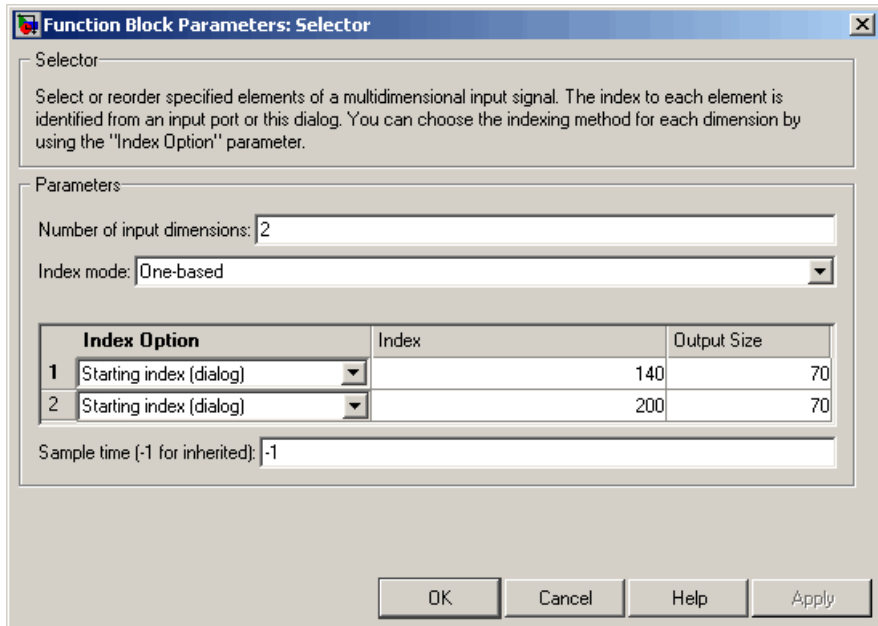 Function Block Parameters: Selector
Selector
Select or reorder specified elements of a multidimensional input signal. The index to each element is
identified from an input port or this dialog. You can choose the indexing method for each dimension by
using the "Index Option" parameter.
Parameters
Number of input dimensions: 2
Index mode: One-based
Index Option Index Output Size
1 Starting index (dialog) 140 70
2 Starting index (dialog) 200 70
Sample time (-1 for inherited): -1
OK Cancel Help Apply